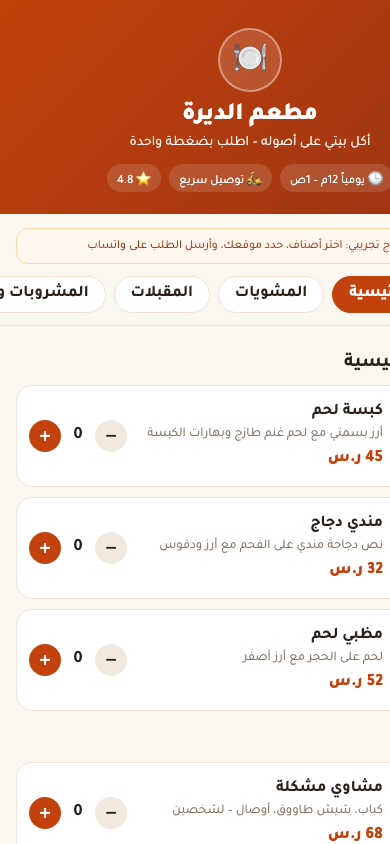 مطعم الديرة
أكل بيتي على أصوله - اطلب بضغطة واحدة
يومياً 12م - 1ص
توصيل سريع
4.8
تجريبي: اختر أصناف، حدد موقعك، وأرسل الطلب على واتساب
المشويات
المقبلات
المشروبات
كبسة لحم
أرز بسمتي مع لحم غنم طازج وبهارات الكبسة
45 ر.س
− 0 +
مندي دجاج
نص دجاجة مندي على الفحم مع أرز ودقوس
32 ر.س
− 0 +
مظبي لحم
لحم على الحجر مع أرز أصفر
52 ر.س
− 0 +
مشاوي مشكلة
كباب، شيش طاووق، أوصال - لشخصين
68 ر.س
− 0 +